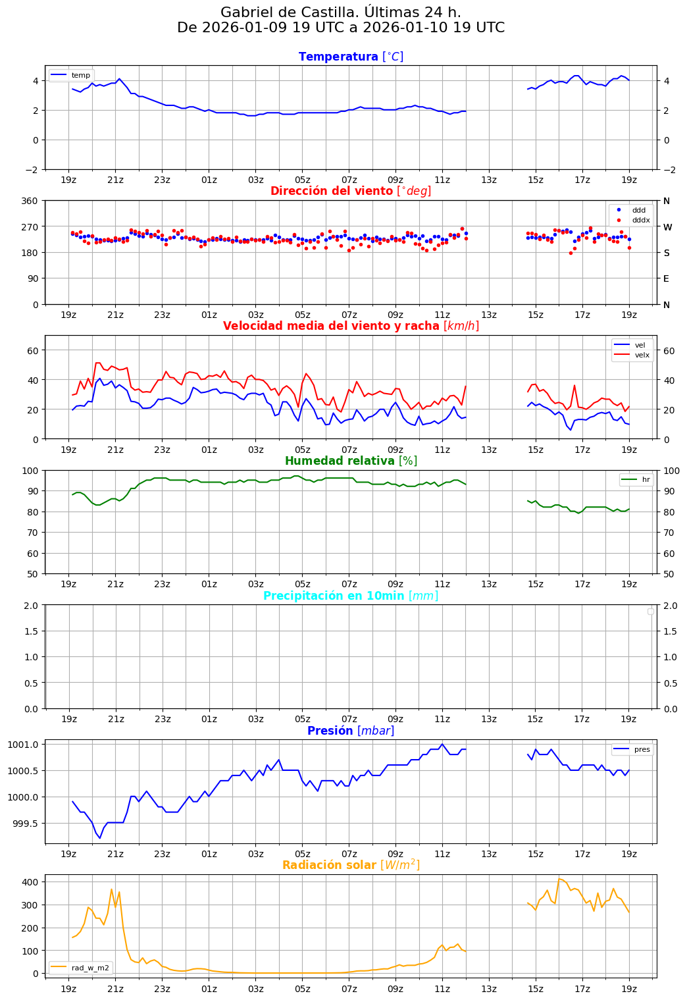 Gabriel de Castilla. Últimas 24 h.
De 2026-01-09 19 UTC a 2026-01-10 19 UTC
Temperatura [°C]
temp
4 2 0 −2
4 2 0 −2
19z 21z 23z 01z 03z 05z 07z 09z 11z 13z 15z 17z 19z
Dirección del viento [°deg]
ddd
dddx
360 270 180 90 0
N W S E N
19z 21z 23z 01z 03z 05z 07z 09z 11z 13z 15z 17z 19z
Velocidad media del viento y racha [km/h]
vel
velx
60 40 20 0
60 40 20 0
19z 21z 23z 01z 03z 05z 07z 09z 11z 13z 15z 17z 19z
Humedad relativa [%]
hr
100 90 80 70 60 50
100 90 80 70 60 50
19z 21z 23z 01z 03z 05z 07z 09z 11z 13z 15z 17z 19z
Precipitación en 10min [mm]
2.0 1.5 1.0 0.5 0.0
2.0 1.5 1.0 0.5 0.0
19z 21z 23z 01z 03z 05z 07z 09z 11z 13z 15z 17z 19z
Presión [mbar]
pres
1001.0 1000.5 1000.0 999.5
19z 21z 23z 01z 03z 05z 07z 09z 11z 13z 15z 17z 19z
Radiación solar [W/m²]
400 300 200 100 0
rad_w_m2
19z 21z 23z 01z 03z 05z 07z 09z 11z 13z 15z 17z 19z